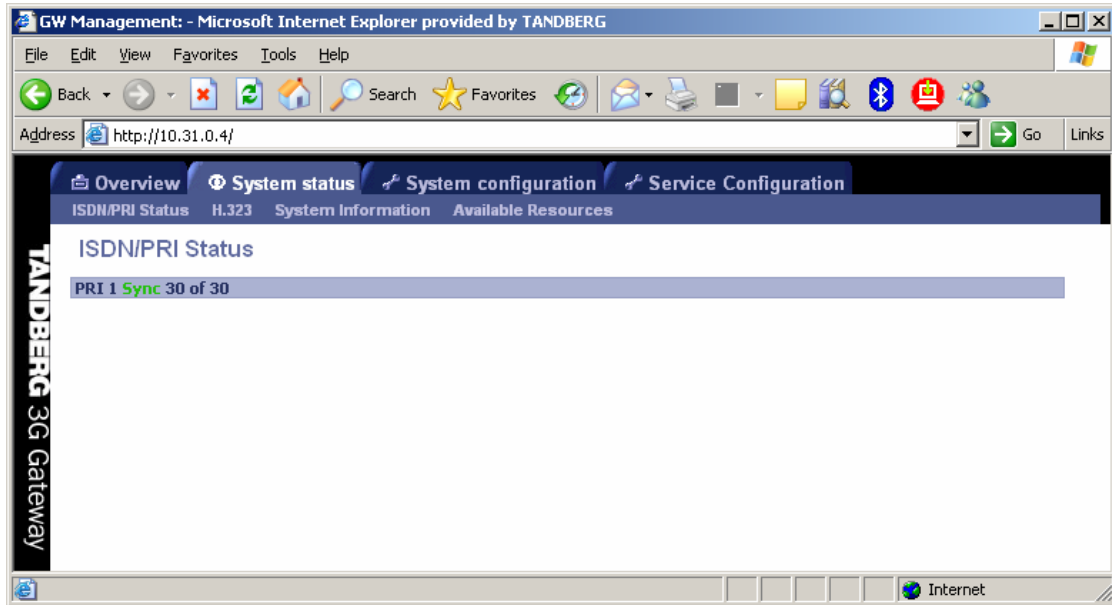 GW Management: - Microsoft Internet Explorer provided by TANDBERG
File Edit View Favorites Tools Help
Back Search Favorites
Address http://10.31.0.4/ Go Links
Overview System status System configuration Service Configuration
ISDN/PRI Status H.323 System Information Available Resources
ISDN/PRI Status
PRI 1 Sync 30 of 30
TANDBERG 3G Gateway
Internet